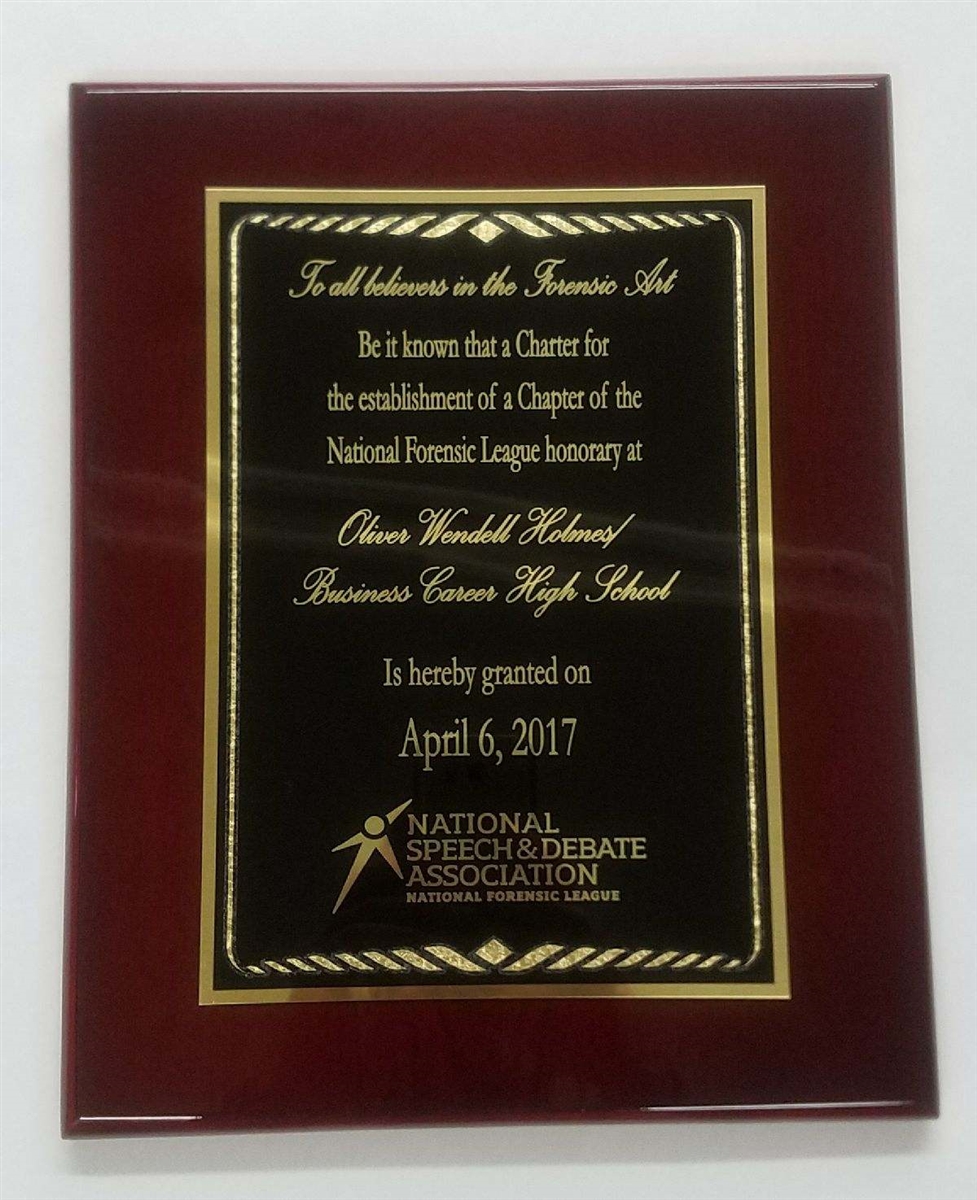 To all believers in the Forensic Art
Be it known that a Charter for
the establishment of a Chapter of the
National Forensic League honorary at
Oliver Wendell Holmes/
Business Career High School
Is hereby granted on
April 6, 2017
NATIONAL
SPEECH & DEBATE
ASSOCIATION
NATIONAL FORENSIC LEAGUE